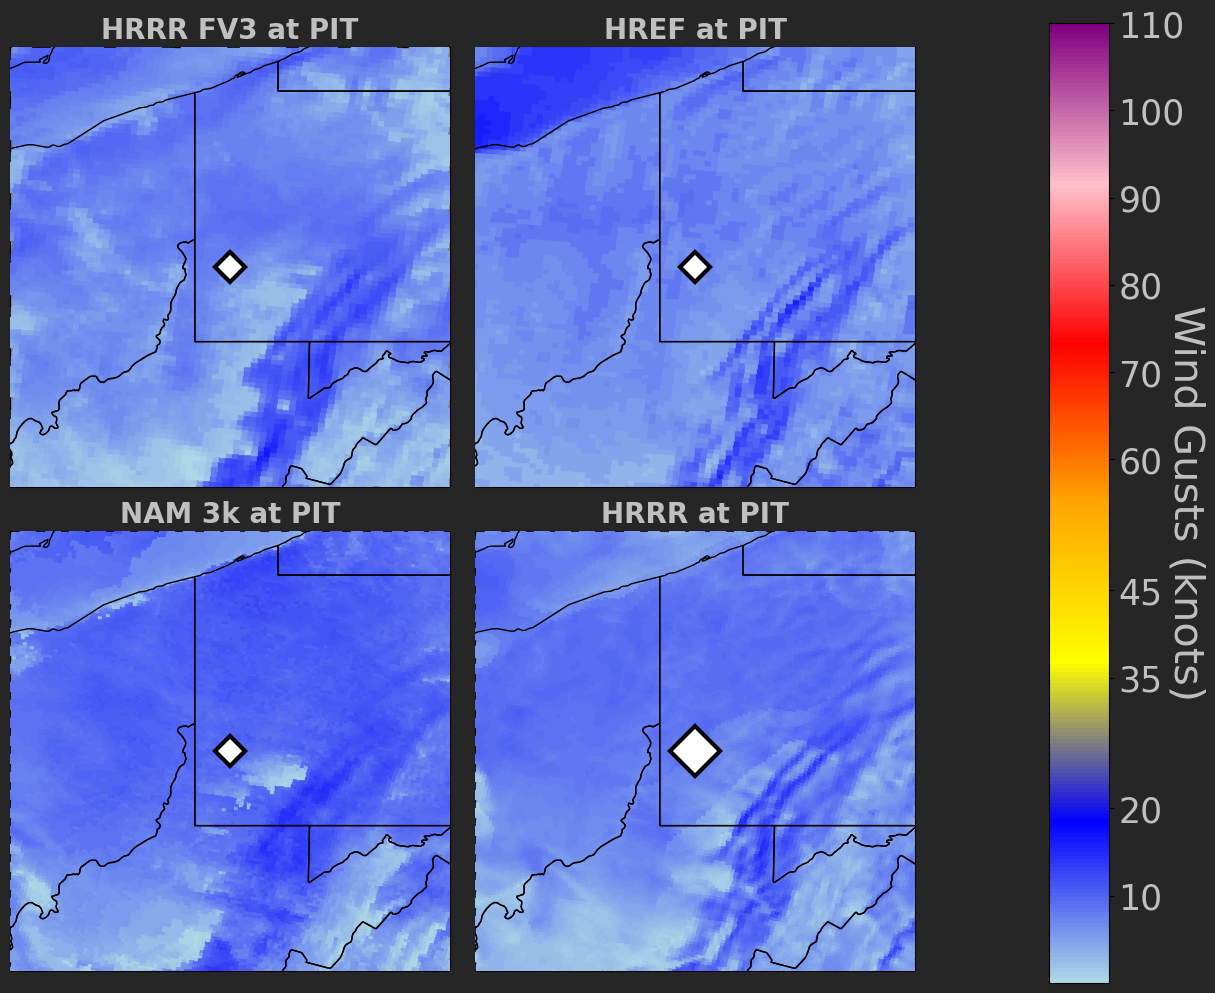 HRRR FV3 at PIT
HREF at PIT
NAM 3k at PIT
HRRR at PIT
110
100
90
80
70
60
45
35
20
10
Wind Gusts (knots)